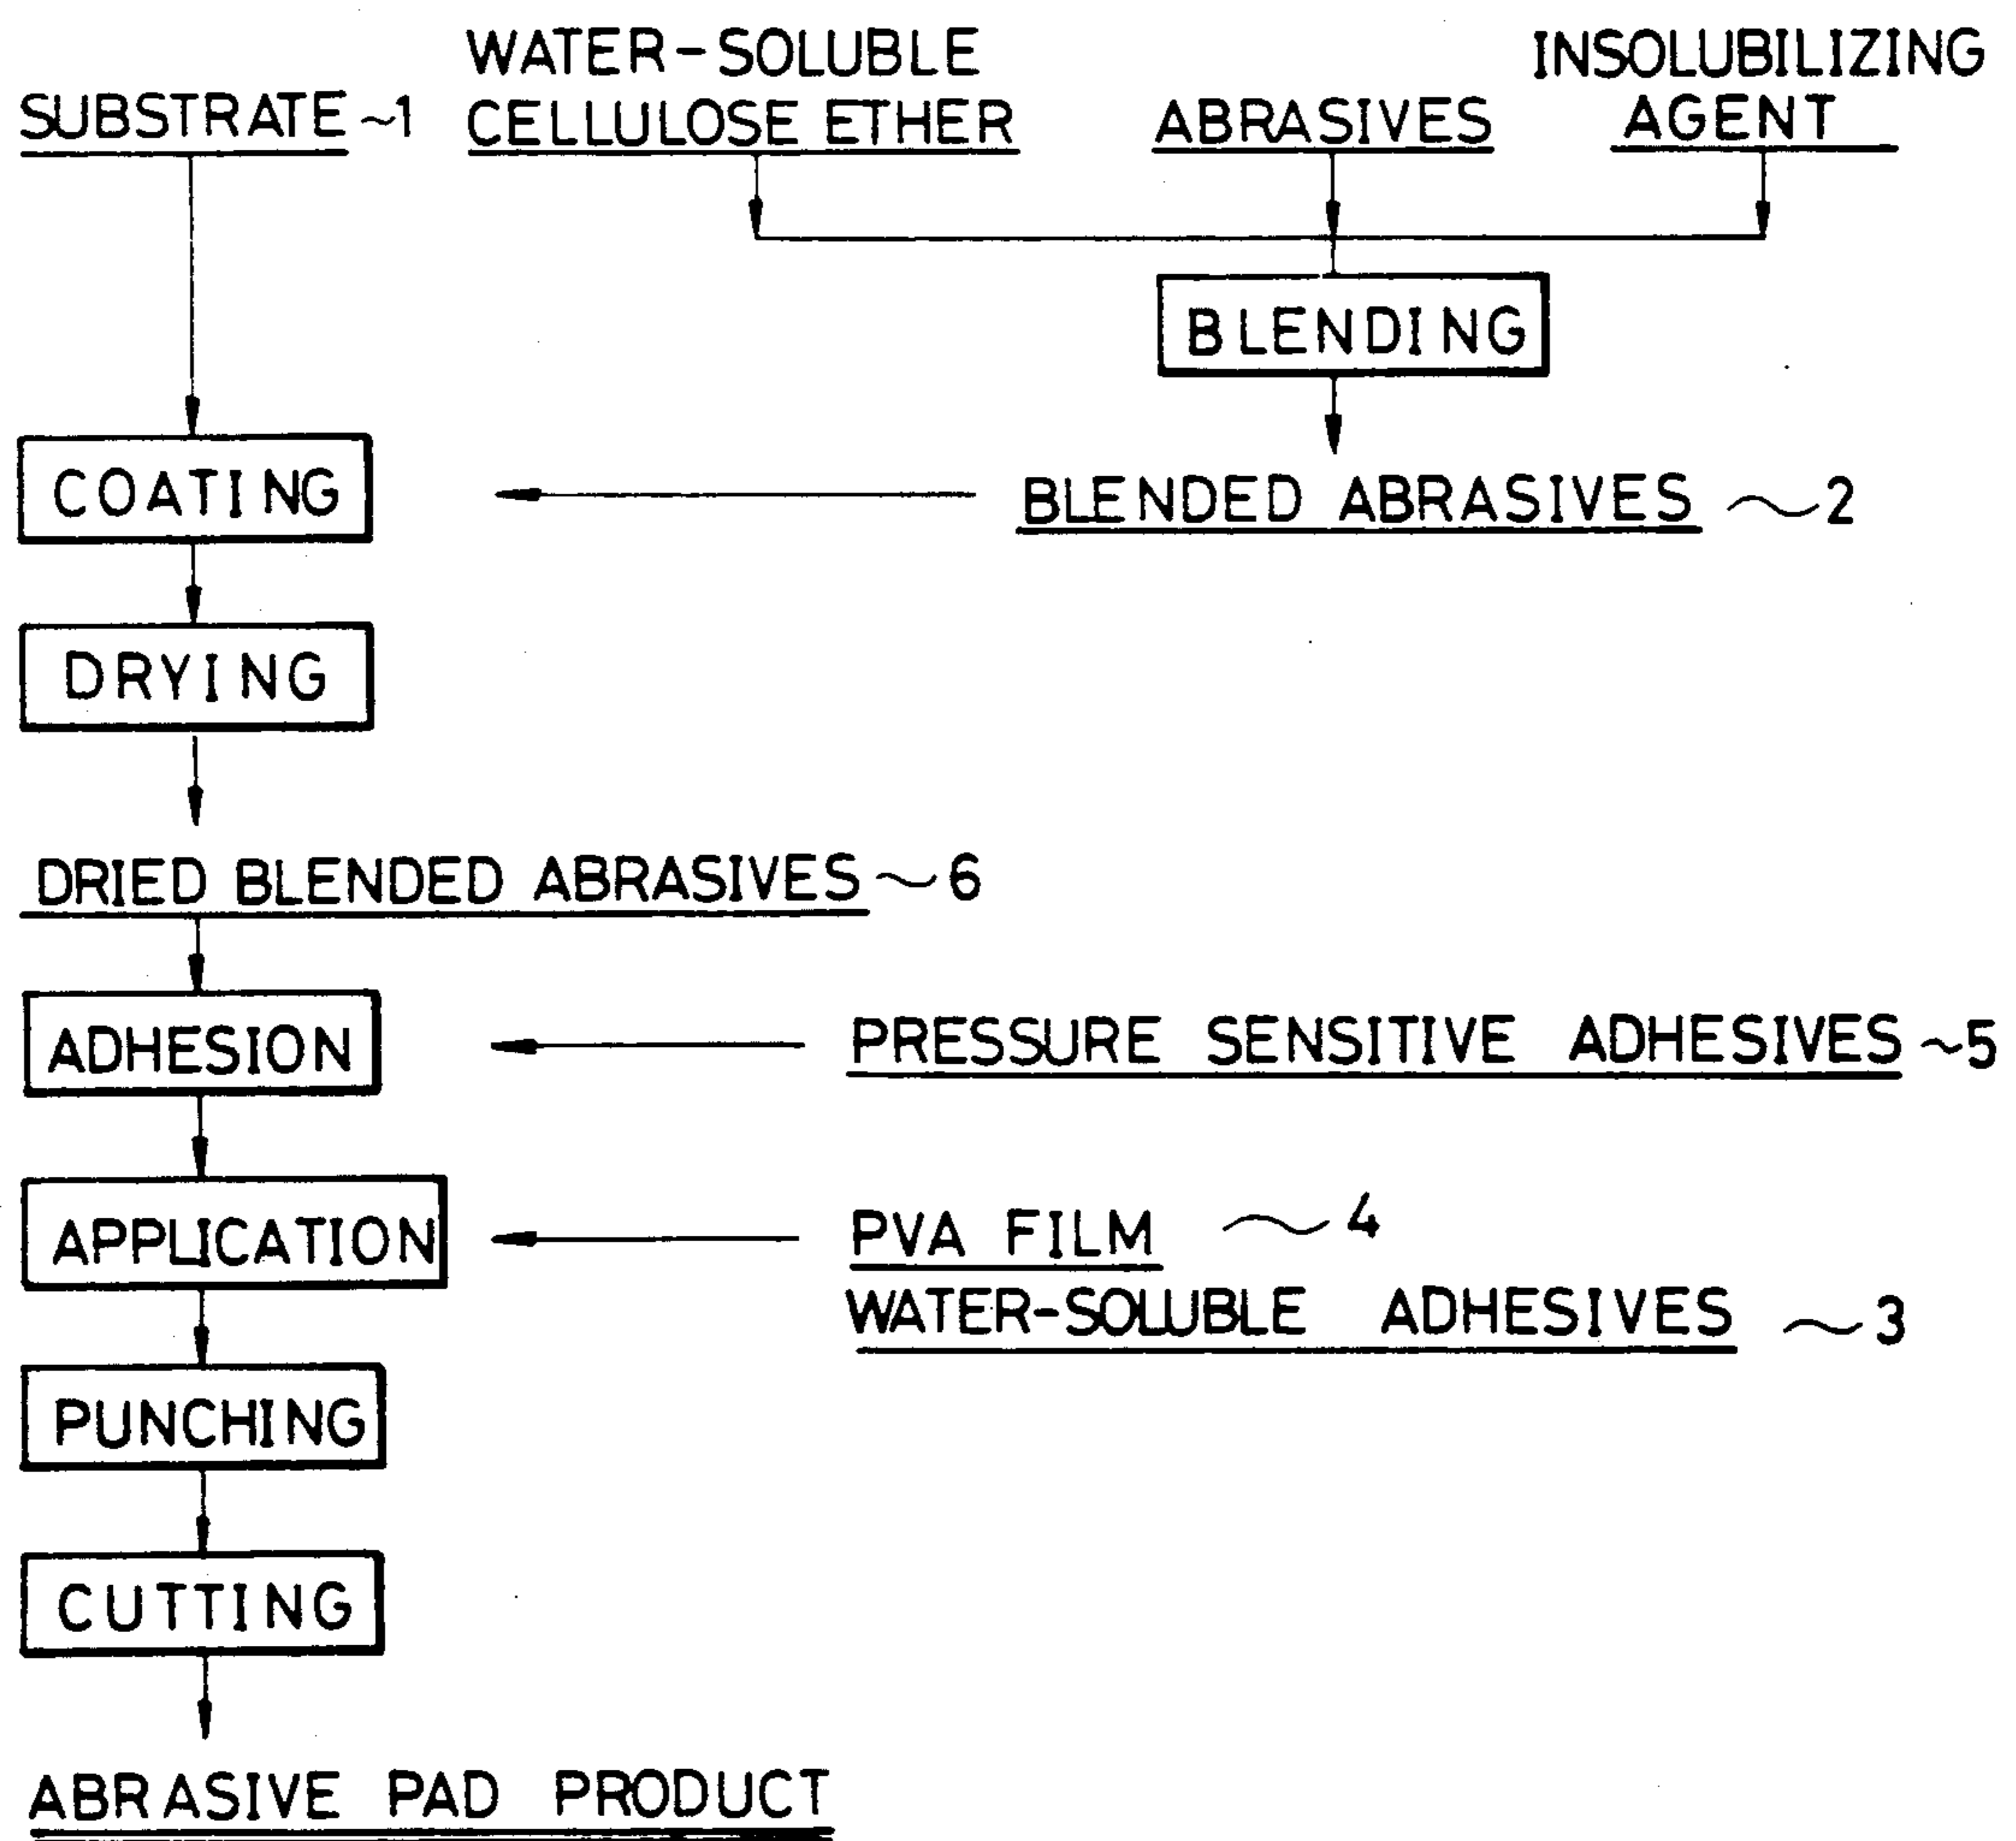 SUBSTRATE ~1
WATER-SOLUBLE
CELLULOSE ETHER
ABRASIVES
INSOLUBILIZING
AGENT
BLENDING
COATING
BLENDED ABRASIVES ~2
DRYING
DRIED BLENDED ABRASIVES ~6
ADHESION
PRESSURE SENSITIVE ADHESIVES ~5
APPLICATION
PVA FILM ~4
WATER-SOLUBLE ADHESIVES ~3
PUNCHING
CUTTING
ABRASIVE PAD PRODUCT